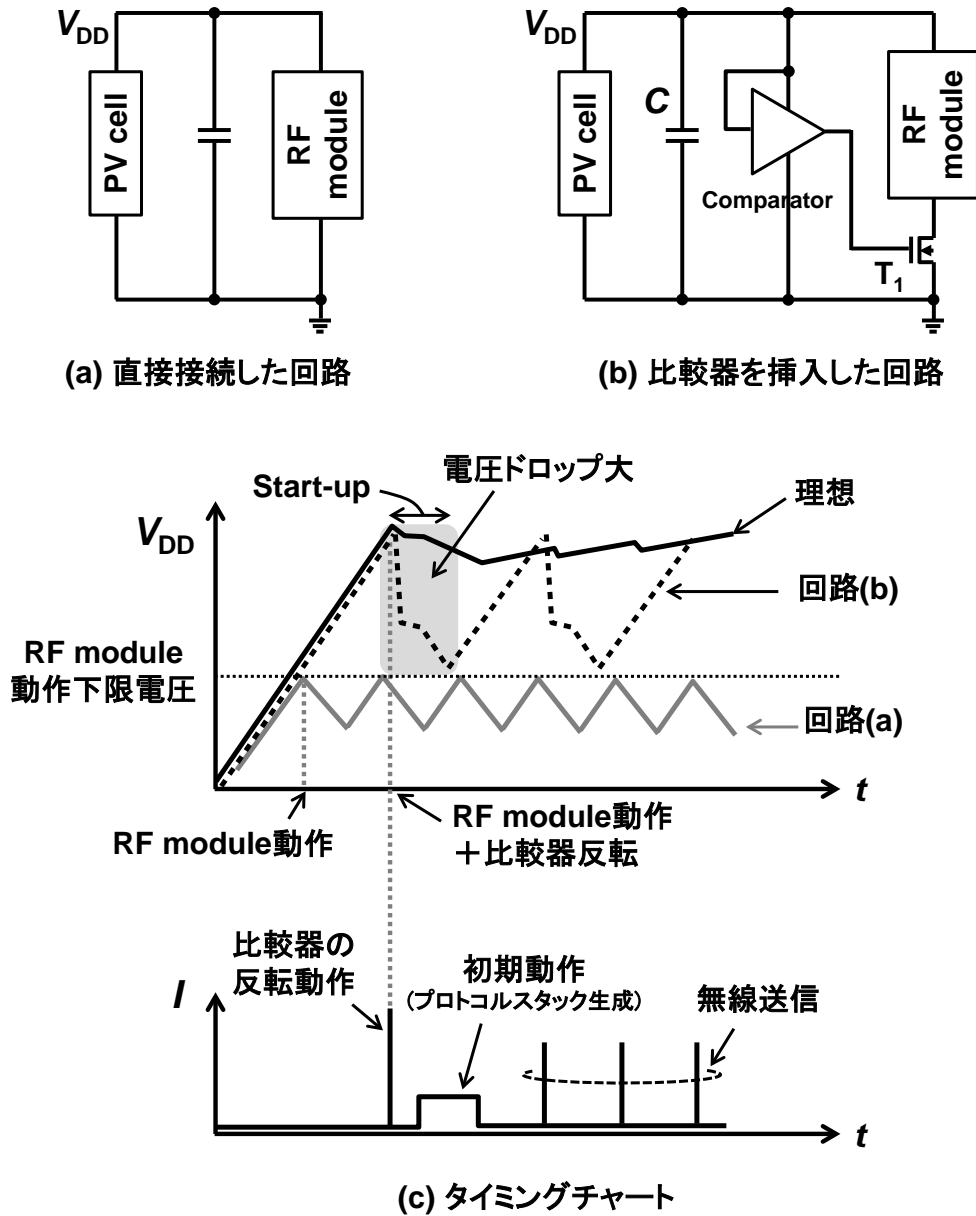 VDD
PV cell
RF
module
(a) 直接接続した回路
VDD
PV cell
C
Comparator
RF
module
T1
(b) 比較器を挿入した回路
Start-up
電圧ドロップ大
理想
VDD
回路(b)
RF module
動作下限電圧
回路(a)
t
RF module動作
RF module動作
＋比較器反転
比較器の
反転動作
初期動作
(プロトコルスタック生成)
無線送信
I
t
(c) タイミングチャート